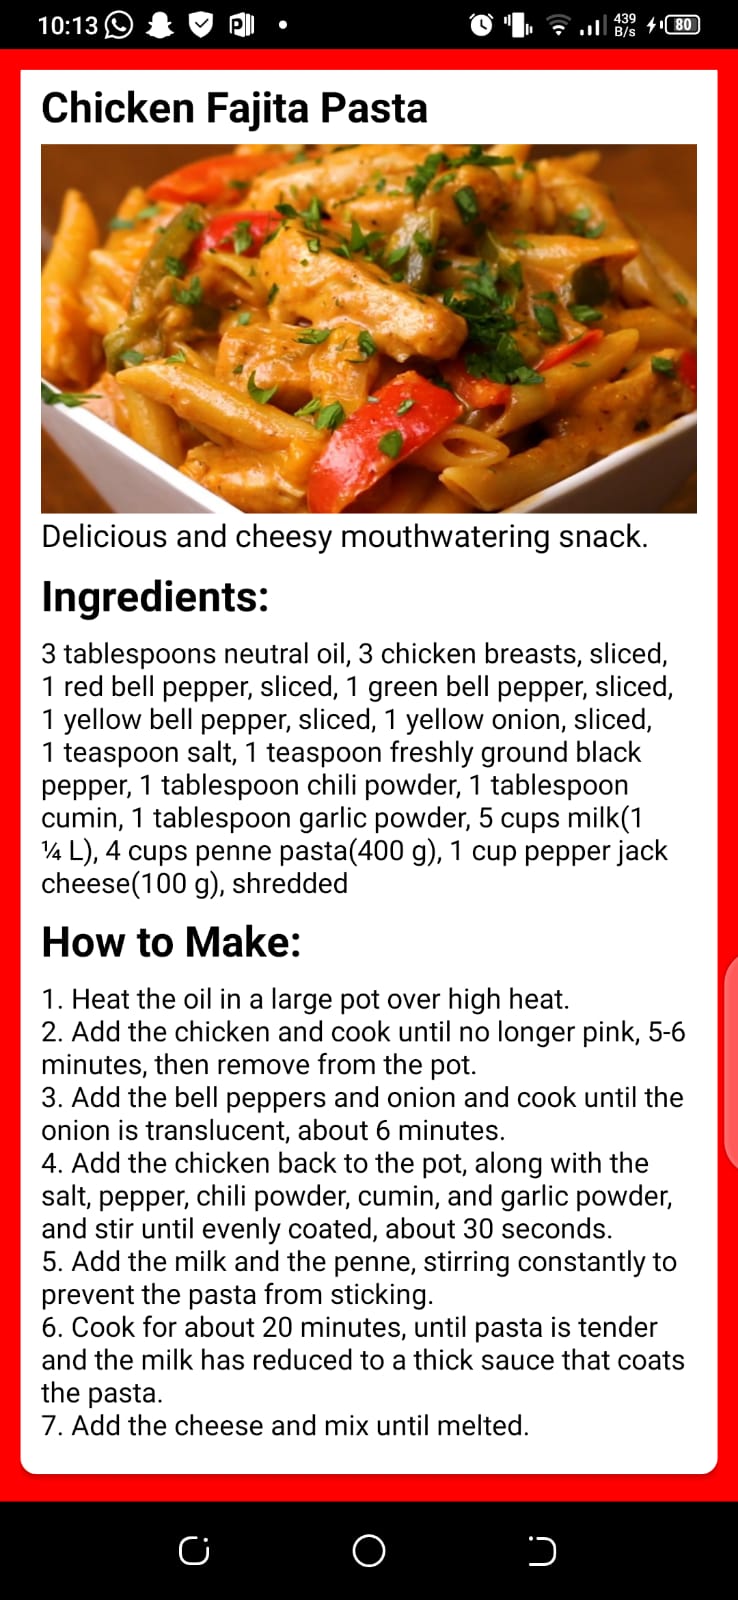 10:13
439
B/s
80
Chicken Fajita Pasta
Delicious and cheesy mouthwatering snack.
Ingredients:
3 tablespoons neutral oil, 3 chicken breasts, sliced,
1 red bell pepper, sliced, 1 green bell pepper, sliced,
1 yellow bell pepper, sliced, 1 yellow onion, sliced,
1 teaspoon salt, 1 teaspoon freshly ground black
pepper, 1 tablespoon chili powder, 1 tablespoon
cumin, 1 tablespoon garlic powder, 5 cups milk(1
¼ L), 4 cups penne pasta(400 g), 1 cup pepper jack
cheese(100 g), shredded
How to Make:
1. Heat the oil in a large pot over high heat.
2. Add the chicken and cook until no longer pink, 5-6
minutes, then remove from the pot.
3. Add the bell peppers and onion and cook until the
onion is translucent, about 6 minutes.
4. Add the chicken back to the pot, along with the
salt, pepper, chili powder, cumin, and garlic powder,
and stir until evenly coated, about 30 seconds.
5. Add the milk and the penne, stirring constantly to
prevent the pasta from sticking.
6. Cook for about 20 minutes, until pasta is tender
and the milk has reduced to a thick sauce that coats
the pasta.
7. Add the cheese and mix until melted.